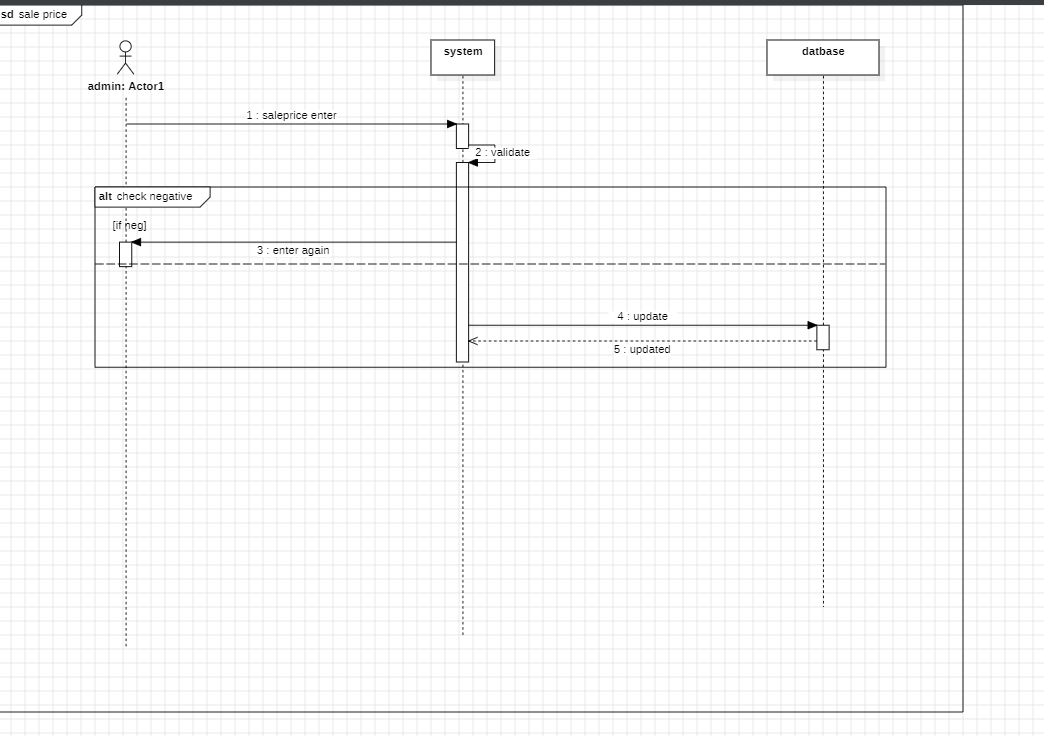 sd sale price
system
datbase
admin: Actor1
1 : saleprice enter
2 : validate
alt check negative
[if neg]
3 : enter again
4 : update
5 : updated